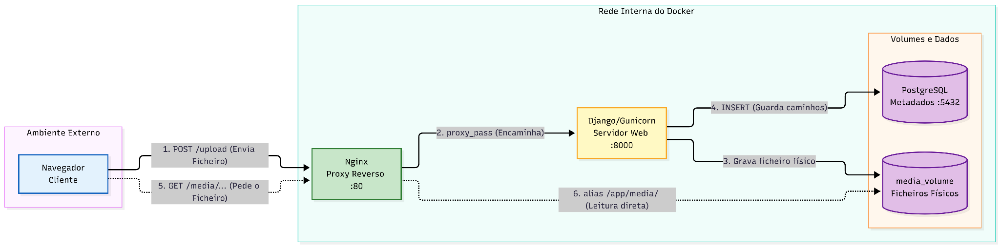 Rede Interna do Docker
Volumes e Dados
PostgreSQL
Metadados :5432
4. INSERT (Guarda caminhos)
Django/Gunicorn
Servidor Web
:8000
2. proxy_pass (Encaminha)
Ambiente Externo
1. POST /upload (Envia
Ficheiro)
Navegador
Cliente
Nginx
Proxy Reverso
:80
3. Grava ficheiro físico
media_volume
Ficheiros Físicos
5. GET /media/... (Pede o
Ficheiro)
6. alias /app/media/
(Leitura direta)